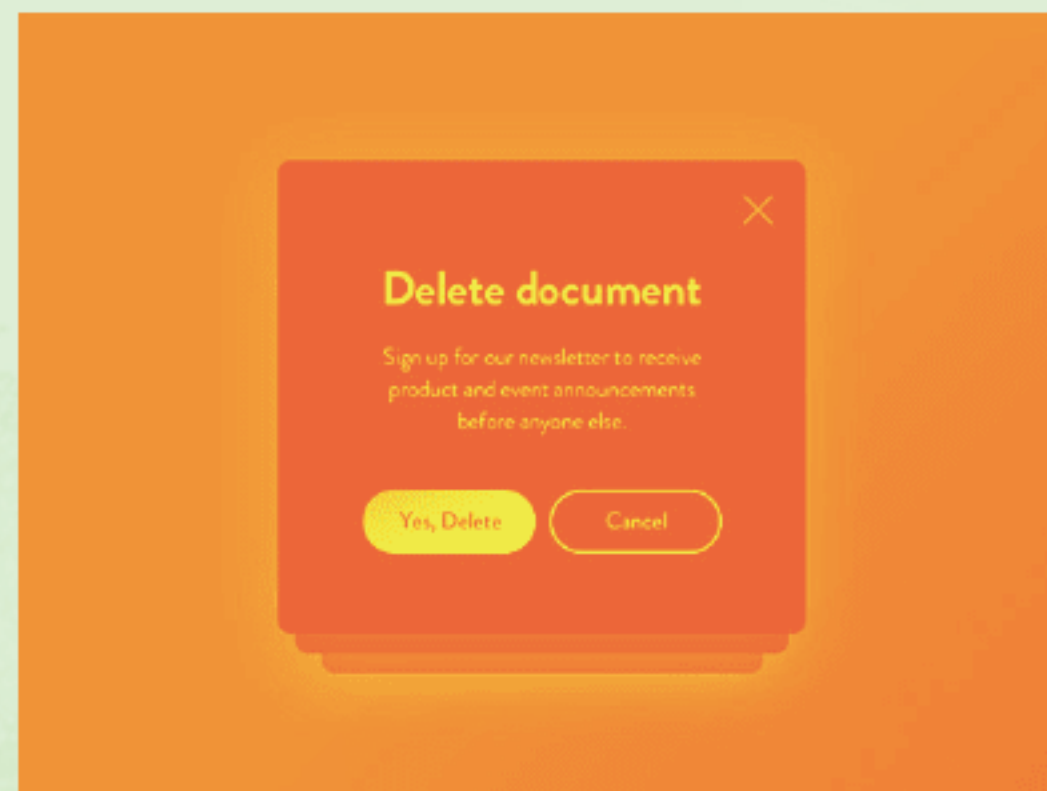 Delete document
Sign up for our newsletter to receive
product and event announcements
before anyone else.
Yes, Delete
Cancel